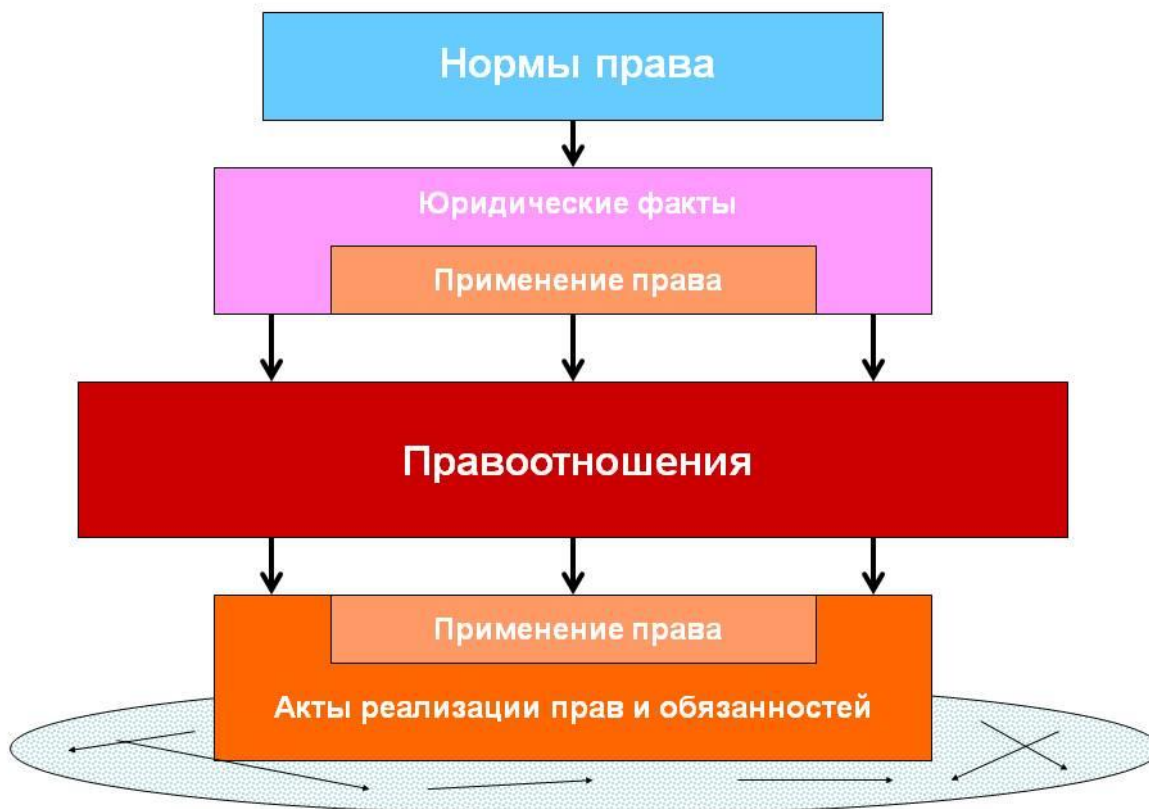 Нормы права
Юридические факты
Применение права
Правоотношения
Применение права
Акты реализации прав и обязанностей